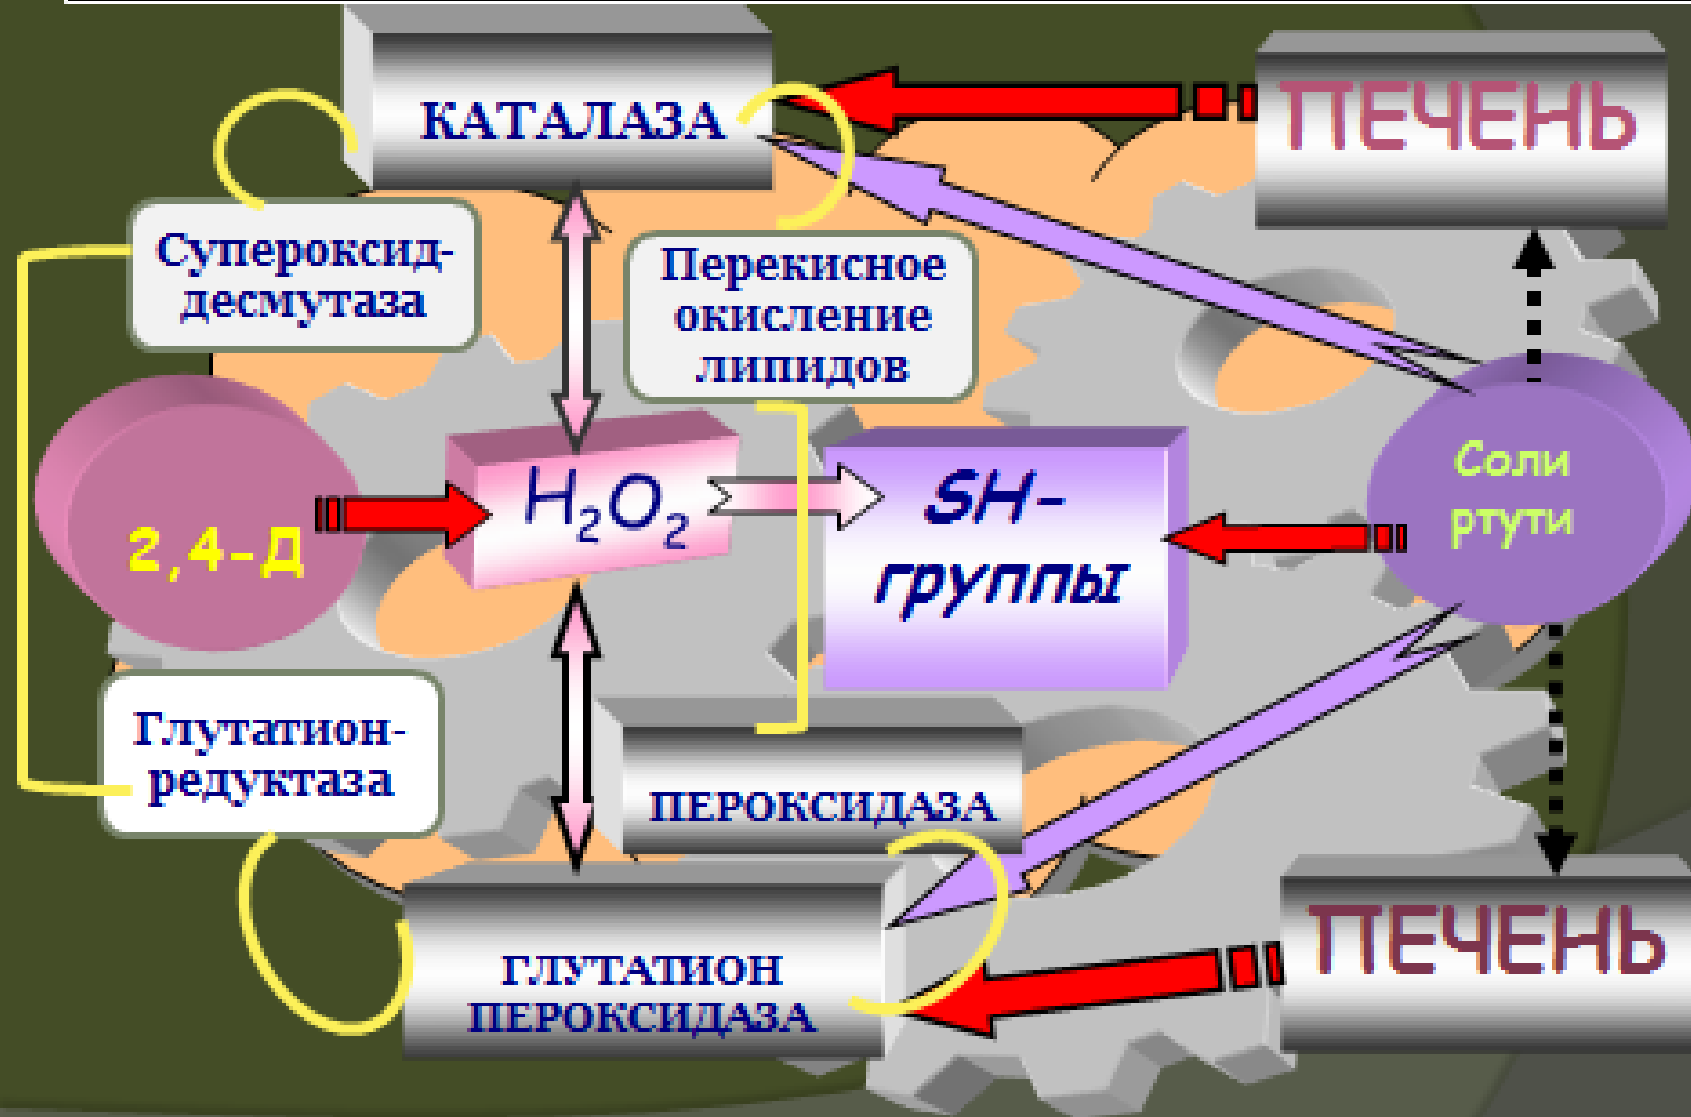 КАТАЛАЗА
ПЕЧЕНЬ
Супероксид-
десмутаза
Перекисное
окисление
липидов
2,4-Д
H₂O₂
SH-
группы
Соли
ртути
Глутатион-
редуктаза
ПЕРОКСИДАЗА
ГЛУТАТИОН
ПЕРОКСИДАЗА
ПЕЧЕНЬ